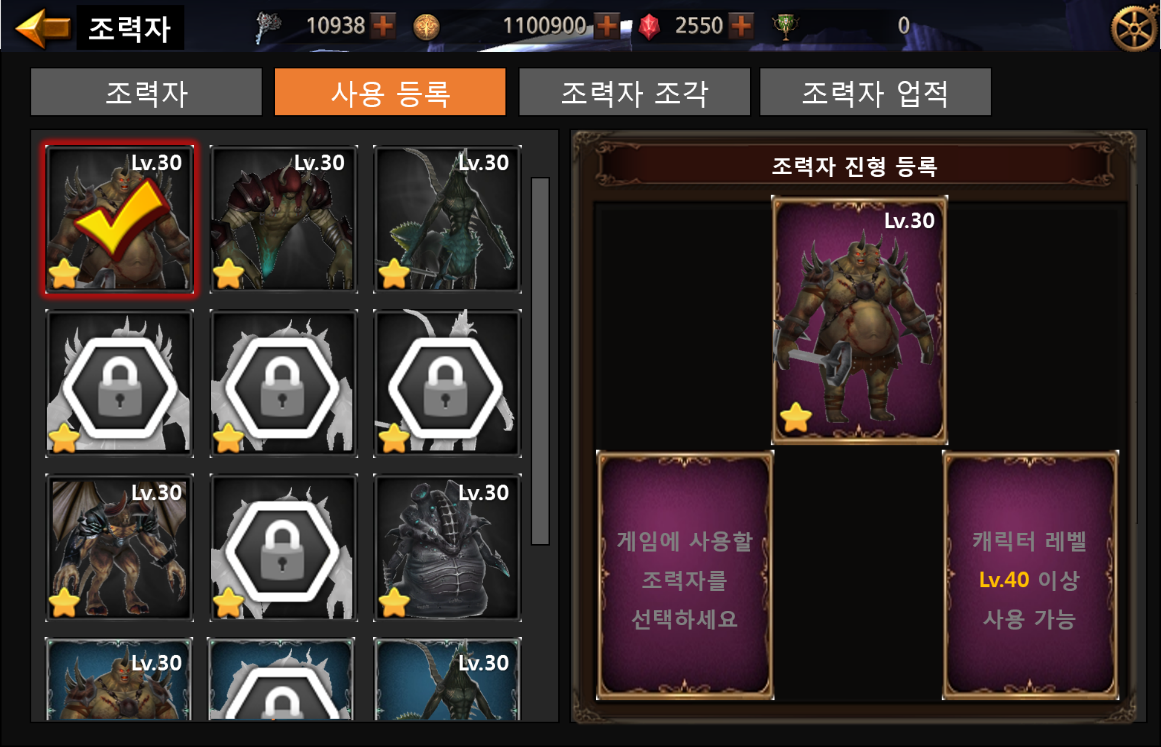 조력자
10938
1100900
2550
0
조력자
사용 등록
조력자 조각
조력자 업적
Lv.30
Lv.30
Lv.30
Lv.30
Lv.30
Lv.30
Lv.30
조력자 진형 등록
Lv.30
게임에 사용할
조력자를
선택하세요
캐릭터 레벨
Lv.40 이상
사용 가능